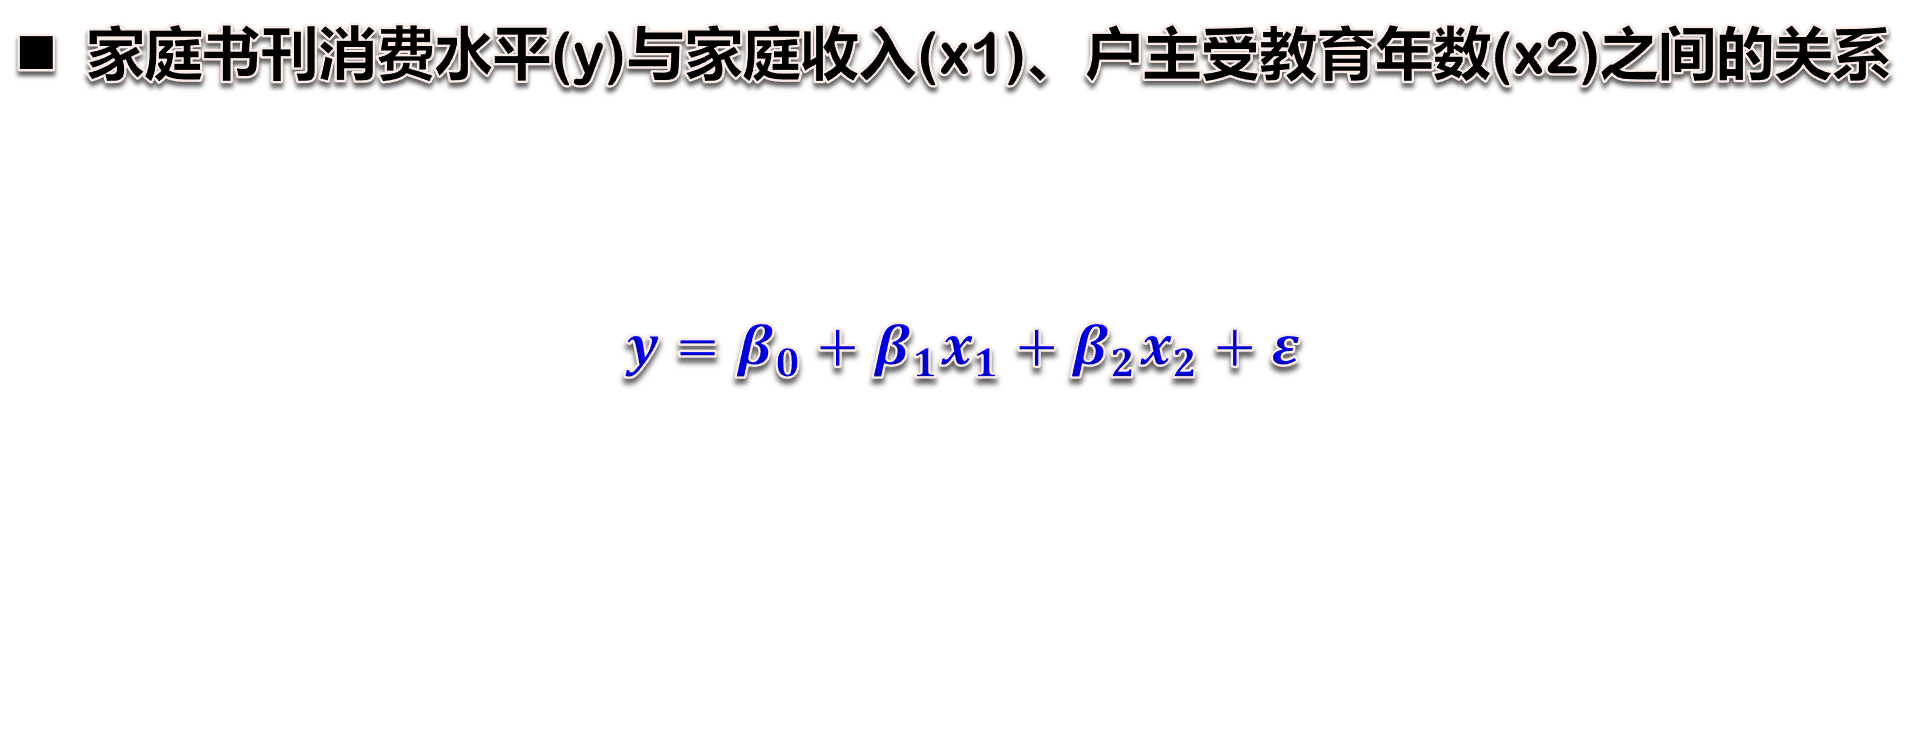 ■ 家庭书刊消费水平(y)与家庭收入(x1)、户主受教育年数(x2)之间的关系
y = β₀ + β₁x₁ + β₂x₂ + ε